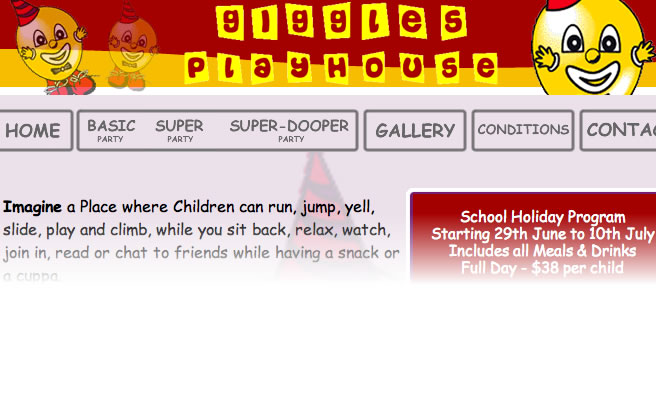 giggles
playhouse
HOME
BASIC
PARTY
SUPER
PARTY
SUPER-DOOPER
PARTY
GALLERY
CONDITIONS
CONTAC
Imagine a Place where Children can run, jump, yell,
slide, play and climb, while you sit back, relax, watch,
join in, read or chat to friends while having a snack or
a cuppa.
School Holiday Program
Starting 29th June to 10th July
Includes all Meals & Drinks
Full Day - $38 per child